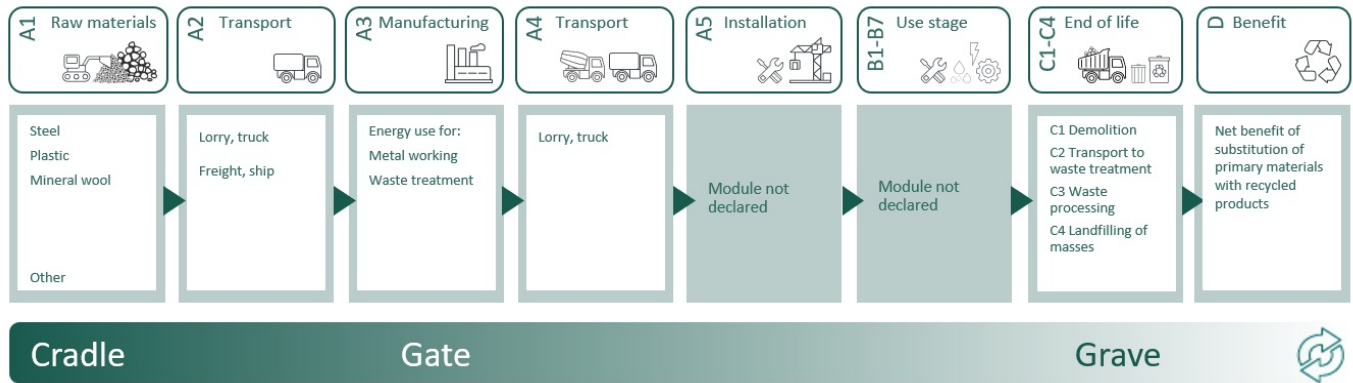 A1 Raw materials
A2 Transport
A3 Manufacturing
A4 Transport
A5 Installation
B1-B7 Use stage
C1-C4 End of life
D Benefit
Steel
Plastic
Mineral wool
Other
Lorry, truck
Freight, ship
Energy use for:
Metal working
Waste treatment
Lorry, truck
Module not
declared
Module not
declared
C1 Demolition
C2 Transport to
waste treatment
C3 Waste
processing
C4 Landfilling of
masses
Net benefit of
substitution of
primary materials
with recycled
products
Cradle
Gate
Grave